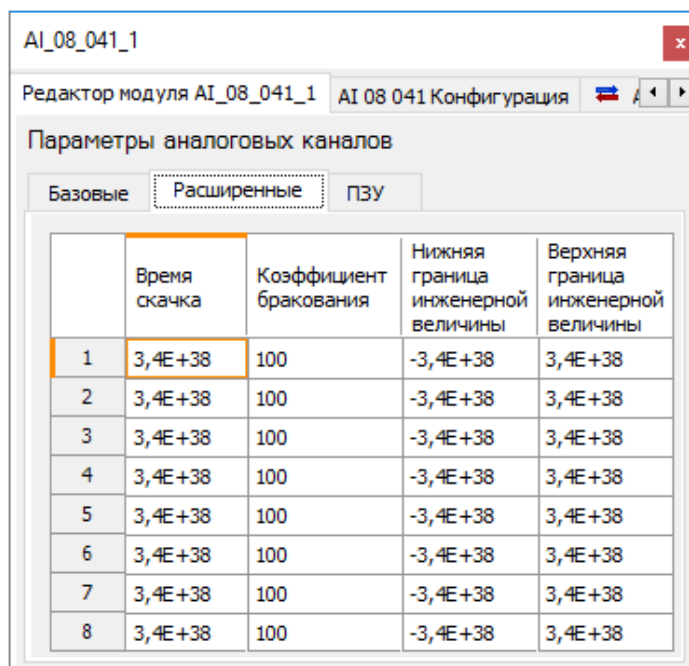 AI_08_041_1
x
Редактор модуля AI_08_041_1 AI 08 041 Конфигурация
Параметры аналоговых каналов
Базовые Расширенные ПЗУ
Время скачка Коэффициент бракования Нижняя граница инженерной величины Верхняя граница инженерной величины
1 3,4E+38 100 -3,4E+38 3,4E+38
2 3,4E+38 100 -3,4E+38 3,4E+38
3 3,4E+38 100 -3,4E+38 3,4E+38
4 3,4E+38 100 -3,4E+38 3,4E+38
5 3,4E+38 100 -3,4E+38 3,4E+38
6 3,4E+38 100 -3,4E+38 3,4E+38
7 3,4E+38 100 -3,4E+38 3,4E+38
8 3,4E+38 100 -3,4E+38 3,4E+38